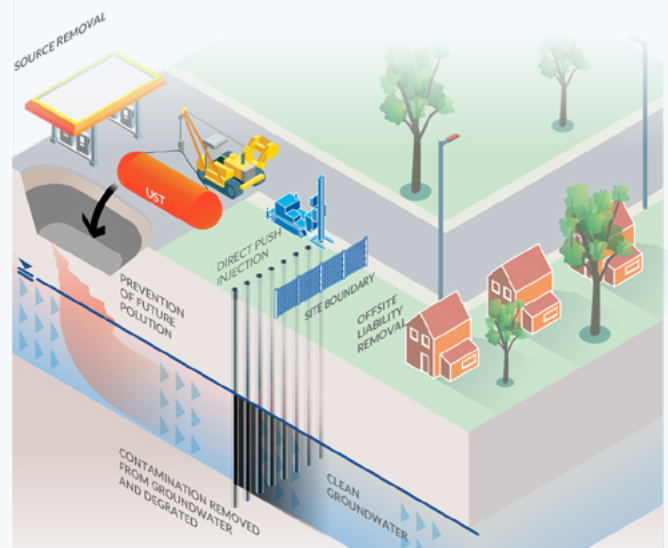 SOURCE REMOVAL
UST
DIRECT PUSH
INJECTION
PREVENTION
OF FUTURE
POLUTION
SITE BOUNDARY
OFFSITE
LIABILITY
REMOVAL
CONTAMINATION REMOVED
FROM GROUNDWATER
AND DEGRATED
CLEAN
GROUNDWATER